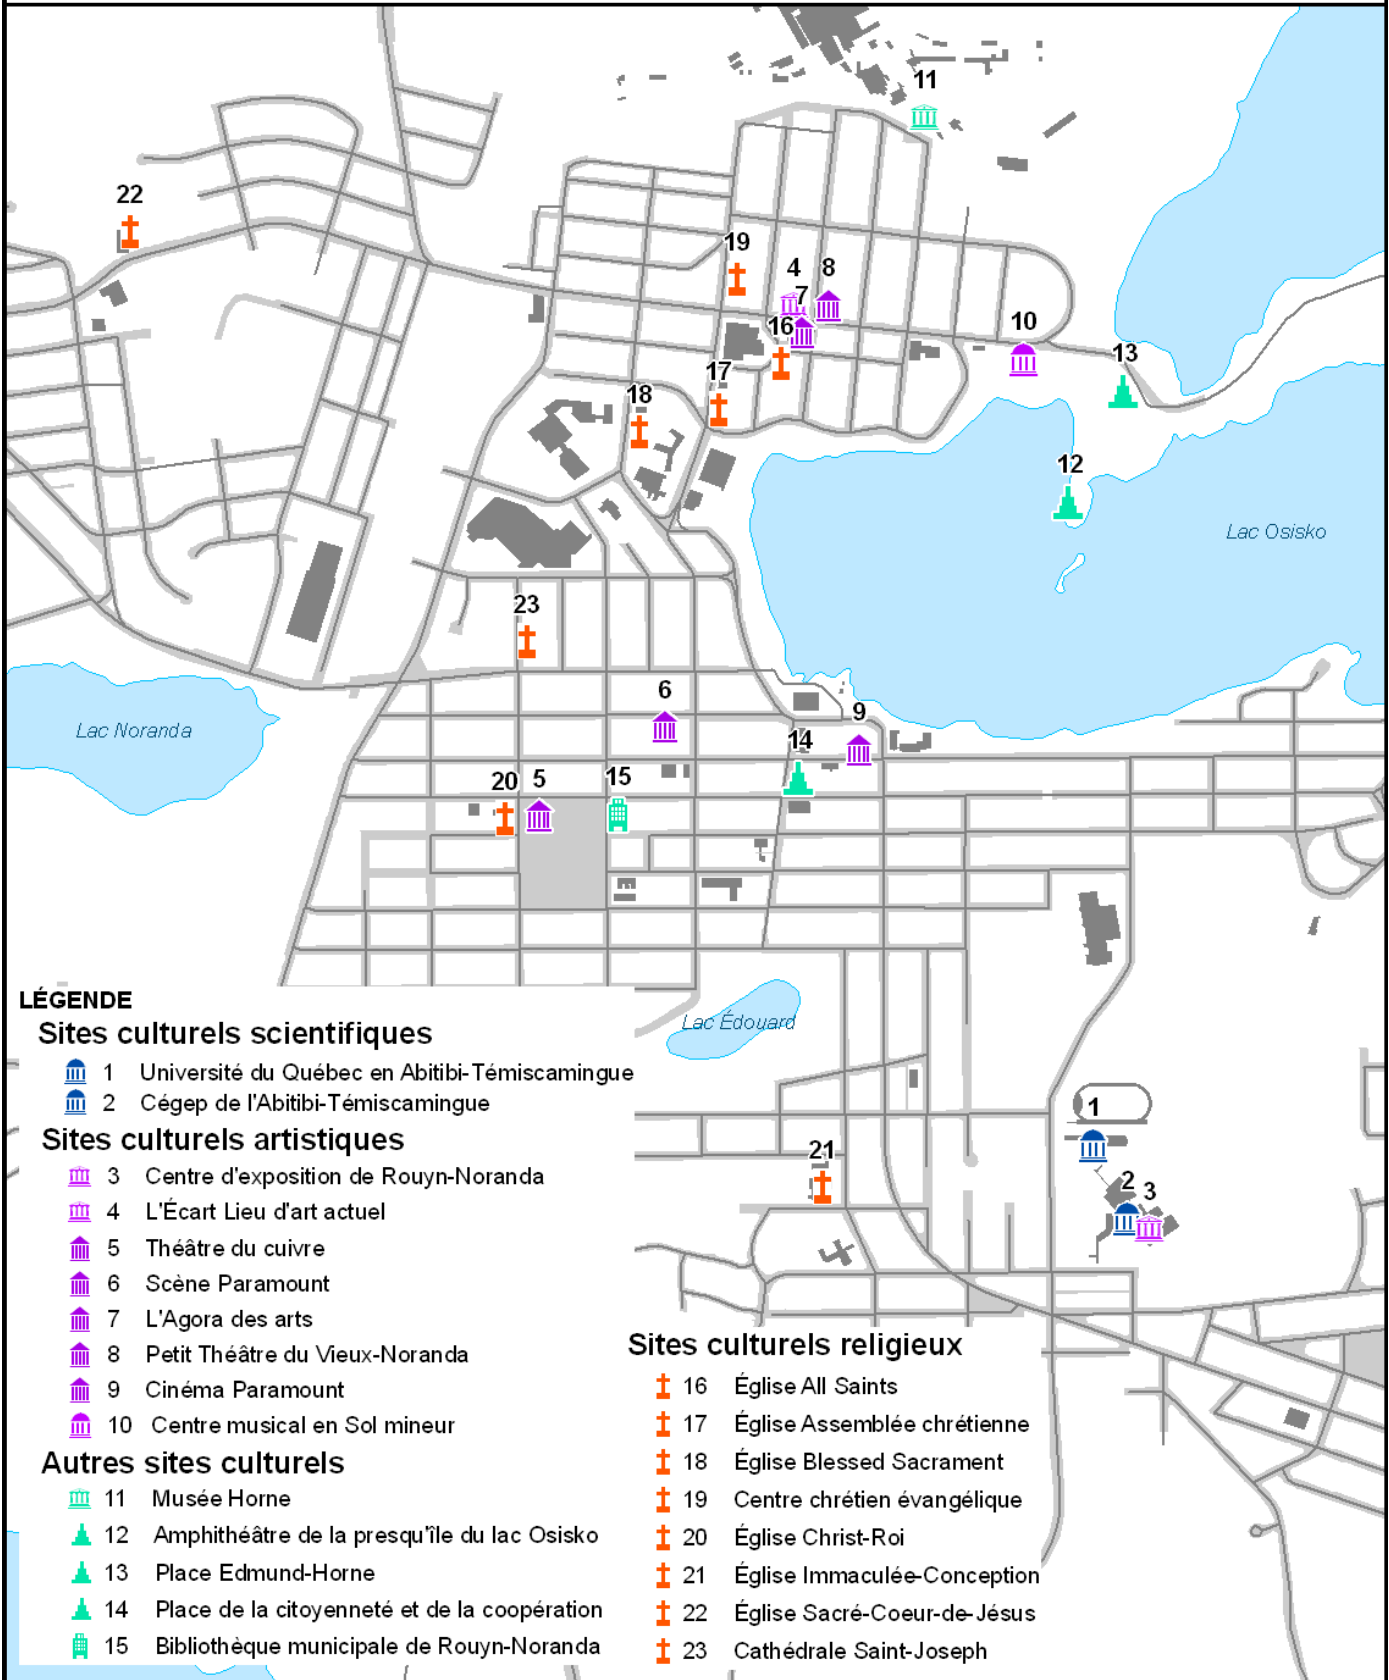 11
22
19
4
8
7
16
10
13
17
18
12
Lac Osisko
23
6
9
Lac Noranda
14
20
5
15
LÉGENDE
Sites culturels scientifiques
1 Université du Québec en Abitibi-Témiscamingue
2 Cégep de l'Abitibi-Témiscamingue
Sites culturels artistiques
3 Centre d'exposition de Rouyn-Noranda
4 L'Écart Lieu d'art actuel
5 Théâtre du cuivre
6 Scène Paramount
7 L'Agora des arts
8 Petit Théâtre du Vieux-Noranda
9 Cinéma Paramount
10 Centre musical en Sol mineur
Autres sites culturels
11 Musée Horne
12 Amphithéâtre de la presqu'île du lac Osisko
13 Place Edmund-Horne
14 Place de la citoyenneté et de la coopération
15 Bibliothèque municipale de Rouyn-Noranda
Lac Édouard
1
21
2
3
Sites culturels religieux
16 Église All Saints
17 Église Assemblée chrétienne
18 Église Blessed Sacrament
19 Centre chrétien évangélique
20 Église Christ-Roi
21 Église Immaculée-Conception
22 Église Sacré-Coeur-de-Jésus
23 Cathédrale Saint-Joseph